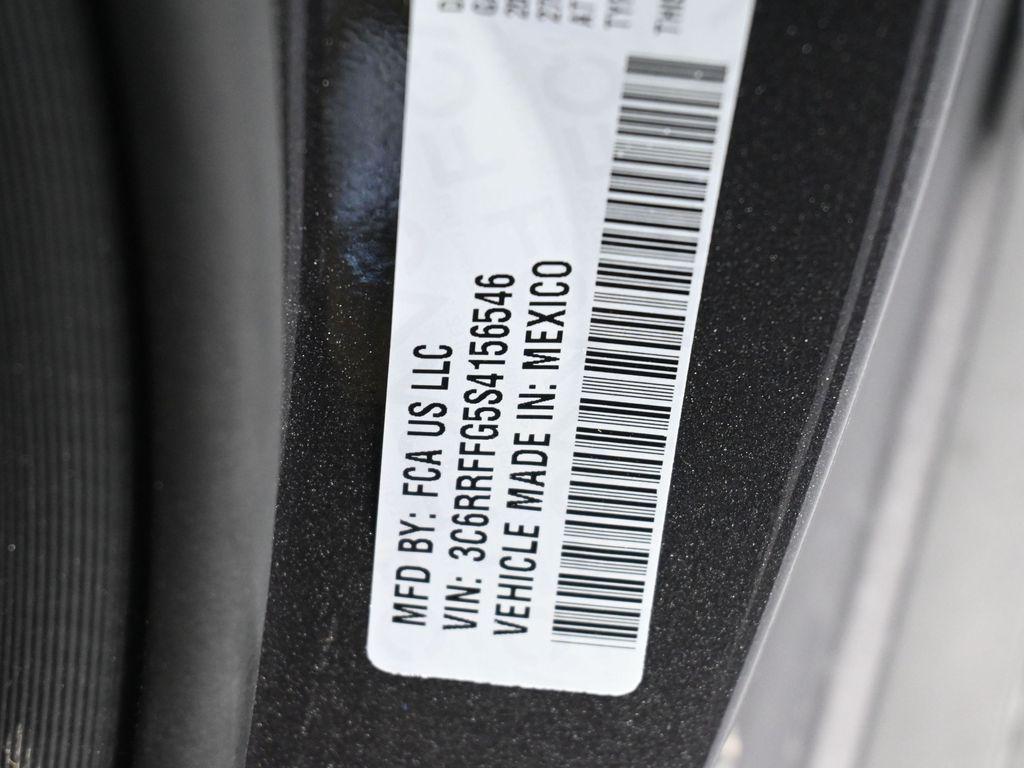 MFD BY: FCA US LLC
VIN: 3C6RRFFG5S4156546
VEHICLE MADE IN: MEXICO